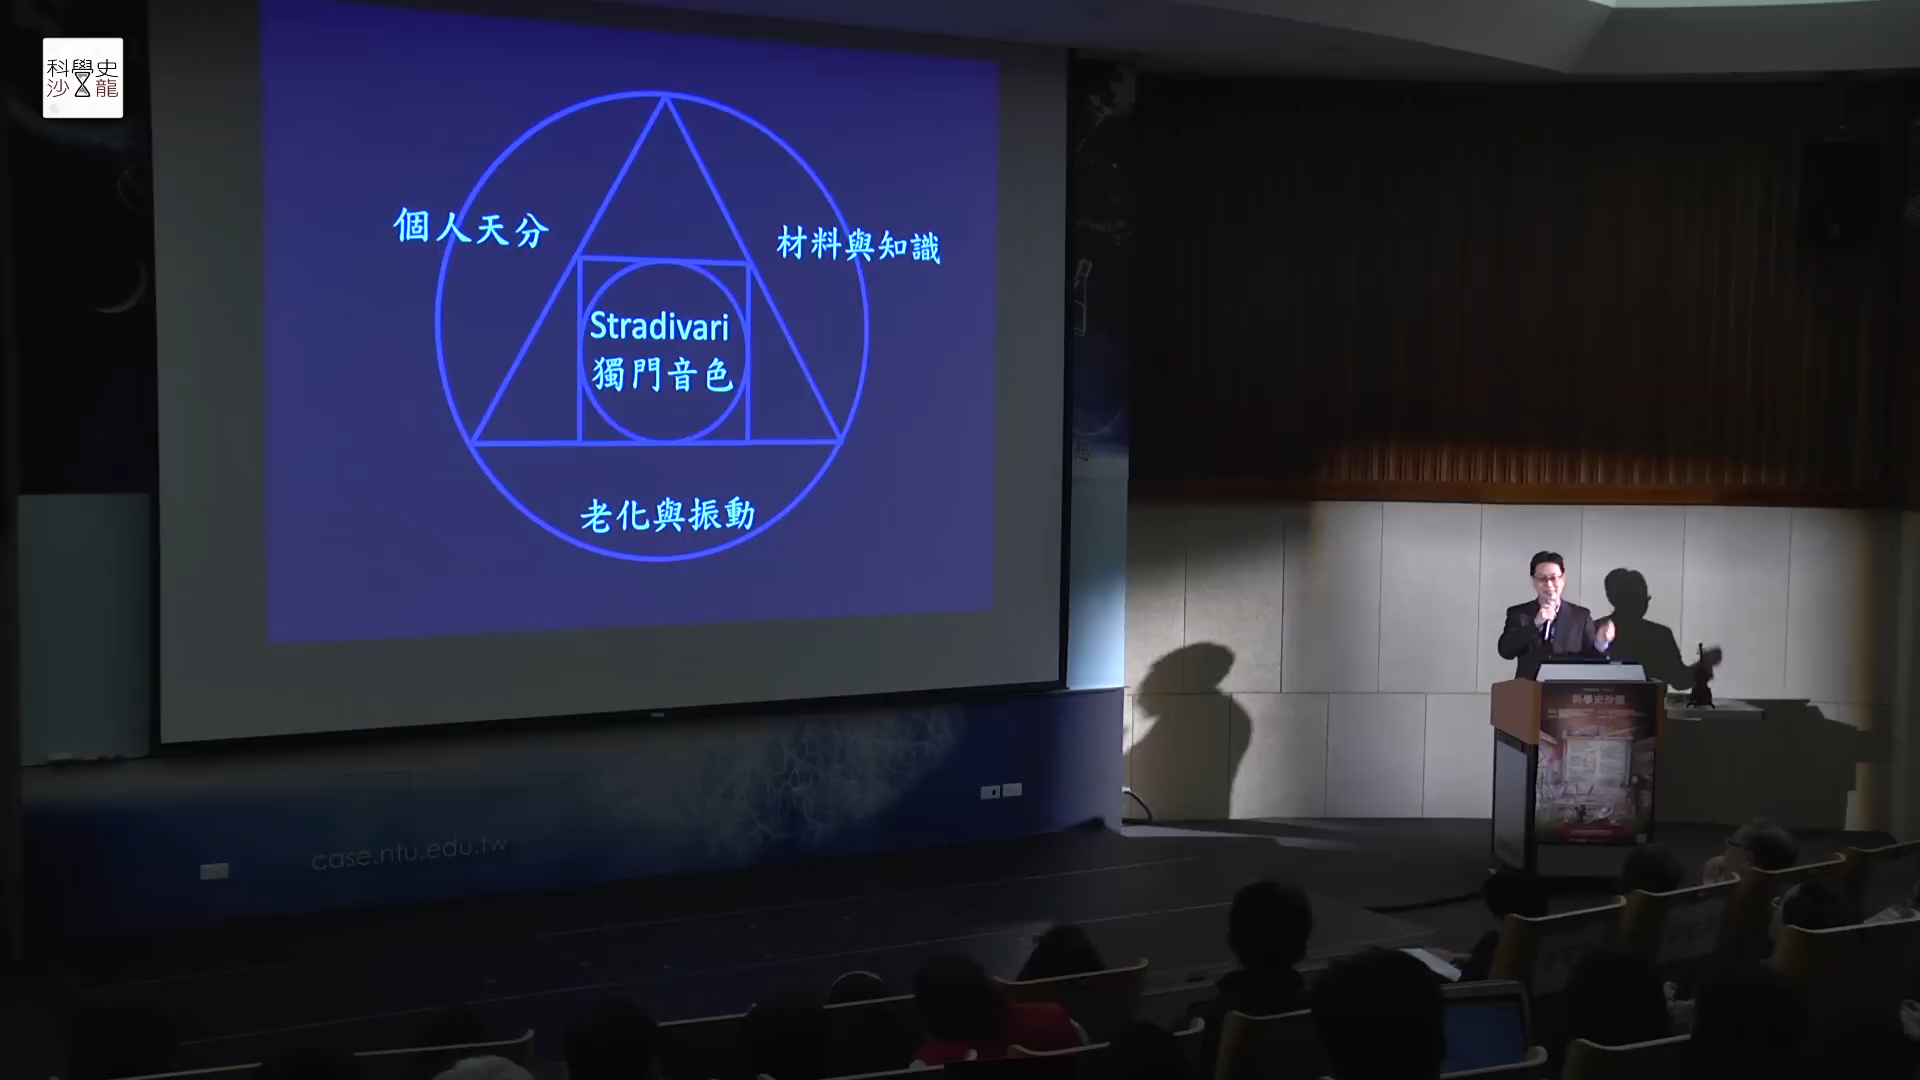 科學史
沙龍
個人天分
材料與知識
Stradivari
獨門音色
老化與振動
科學史沙龍
case.ntu.edu.tw